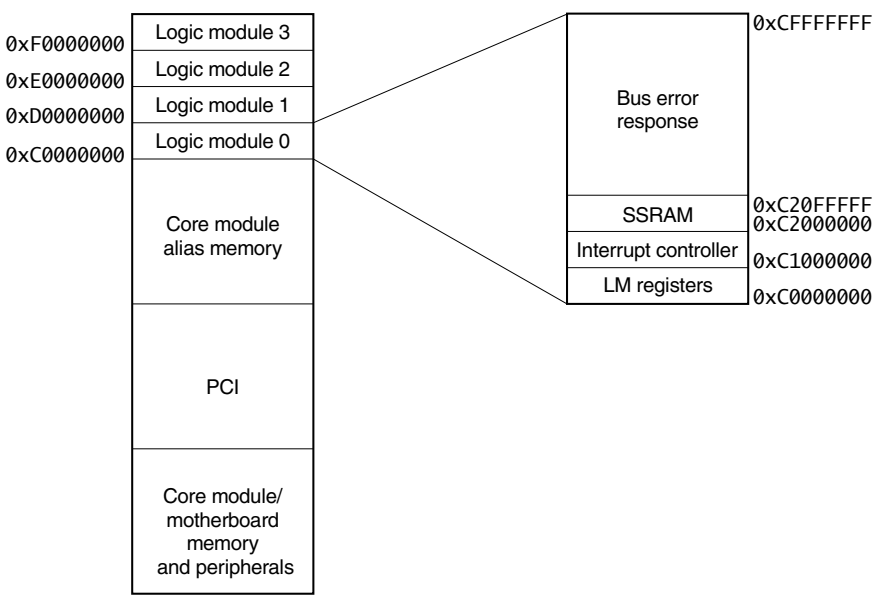 Logic module 3
0xF0000000
Logic module 2
0xE0000000
Logic module 1
0xD0000000
Logic module 0
0xC0000000
Core module
alias memory
PCI
Core module/
motherboard
memory
and peripherals
0xCFFFFFFF
Bus error
response
0xC20FFFFF
SSRAM
0xC2000000
Interrupt controller
0xC1000000
LM registers
0xC0000000